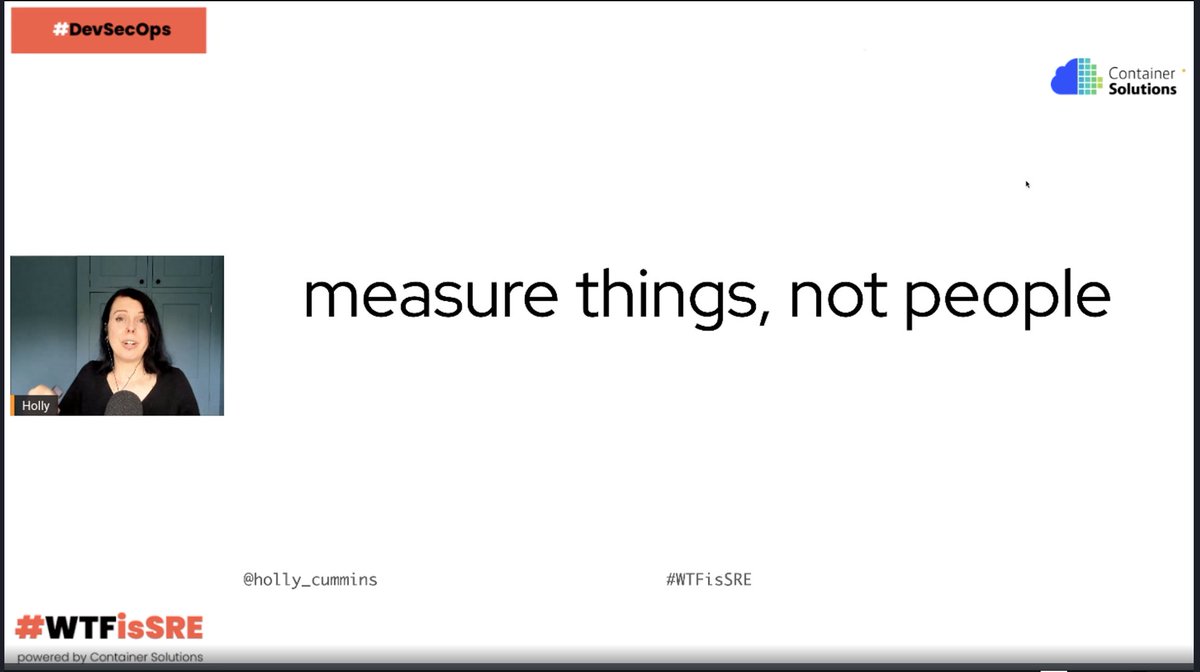 #DevSecOps
Container
Solutions
measure things, not people
Holly
@holly_cummins
#WTFisSRE
#WTFisSRE
powered by Container Solutions